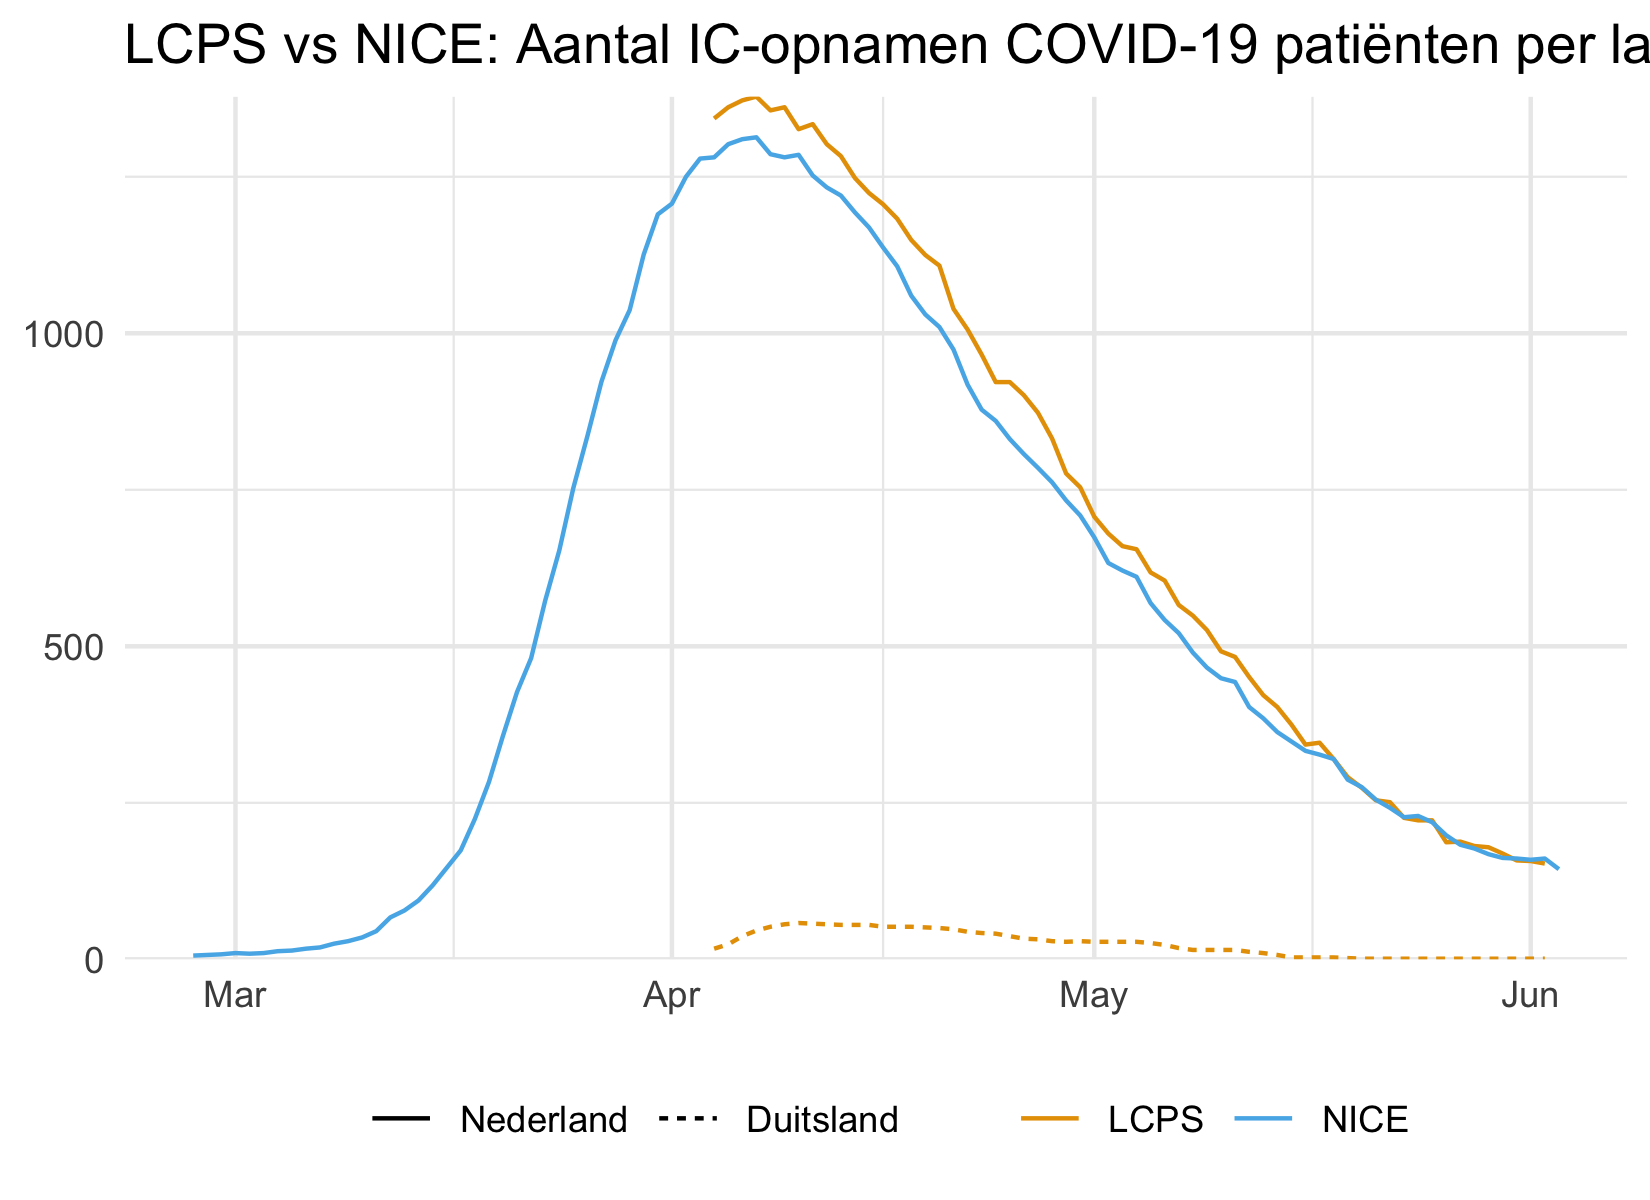 LCPS vs NICE: Aantal IC-opnamen COVID-19 patiënten per la
1000
500
0
Mar Apr May Jun
Nederland Duitsland LCPS NICE